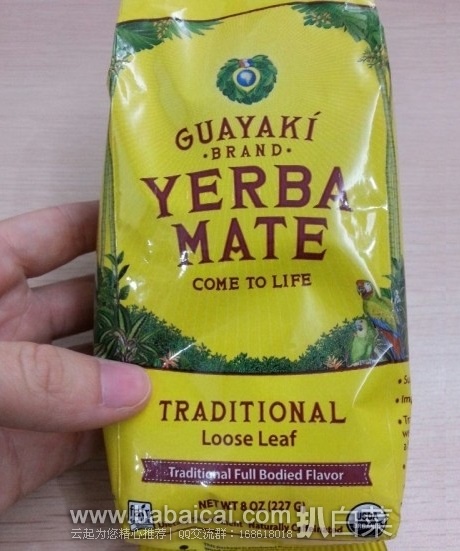 GUAYAKÍ
• BRAND •
YERBA
MATE
COME TO LIFE
TRADITIONAL
Loose Leaf
Traditional Full Bodied Flavor
NET WT 8 OZ (227 G)
www.babaicai.com 扒白菜
Naturally
云起为您精心推荐 | QQ交流群：168618018
USDA